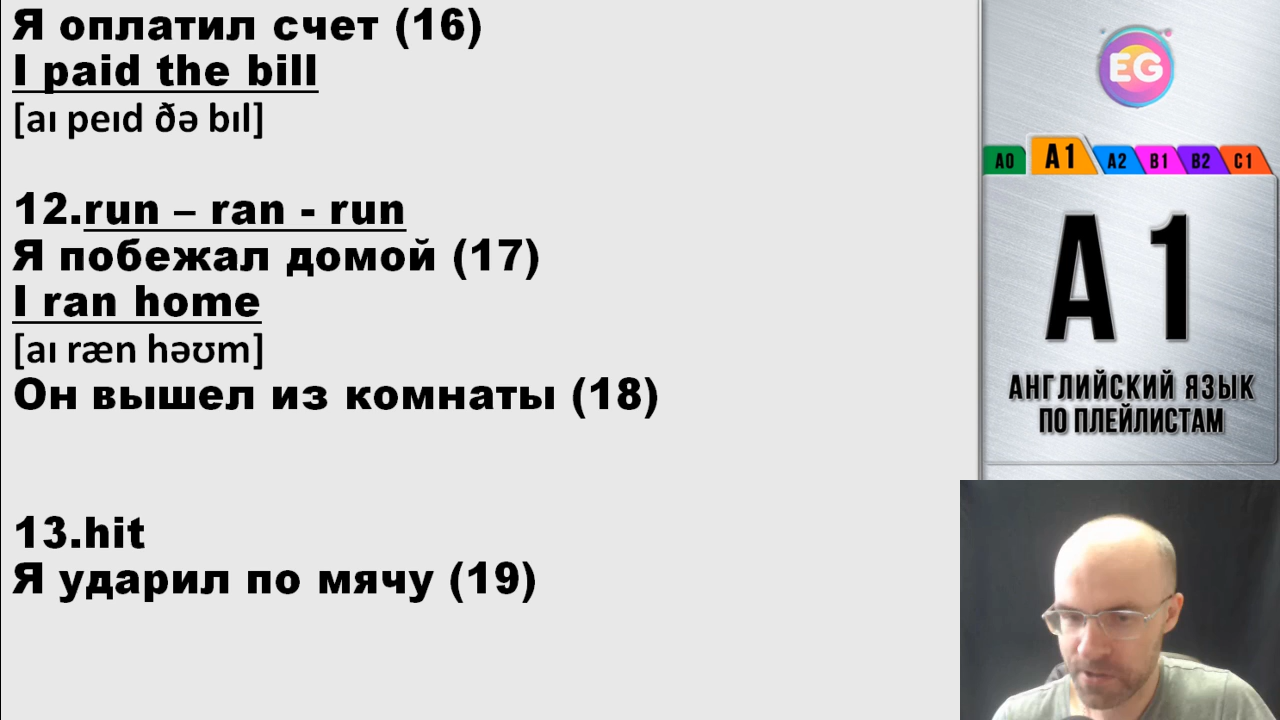 Я оплатил счет (16)
I paid the bill
[aɪ peɪd ðə bɪl]
12.run – ran - run
Я побежал домой (17)
I ran home
[aɪ ræn həʊm]
Он вышел из комнаты (18)
13.hit
Я ударил по мячу (19)
EG
A0 A1 A2 B1 B2 C1
A1
АНГЛИЙСКИЙ ЯЗЫК
ПО ПЛЕЙЛИСТАМ